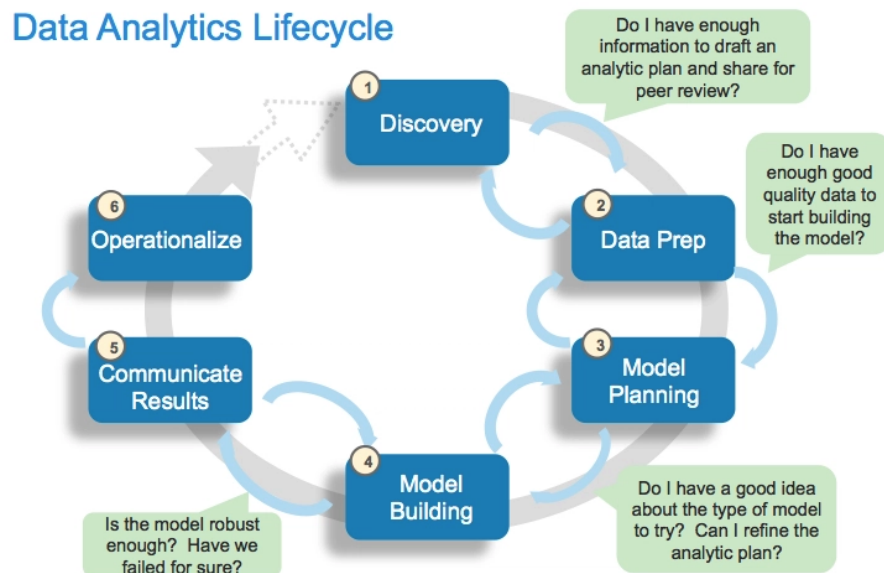 Data Analytics Lifecycle
Do I have enough
information to draft an
analytic plan and share for
peer review?
1
Discovery
Do I have
enough good
quality data to
start building
the model?
2
Data Prep
6
Operationalize
3
Model
Planning
5
Communicate
Results
4
Model
Building
Do I have a good idea
about the type of model
to try? Can I refine the
analytic plan?
Is the model robust
enough? Have we
failed for sure?